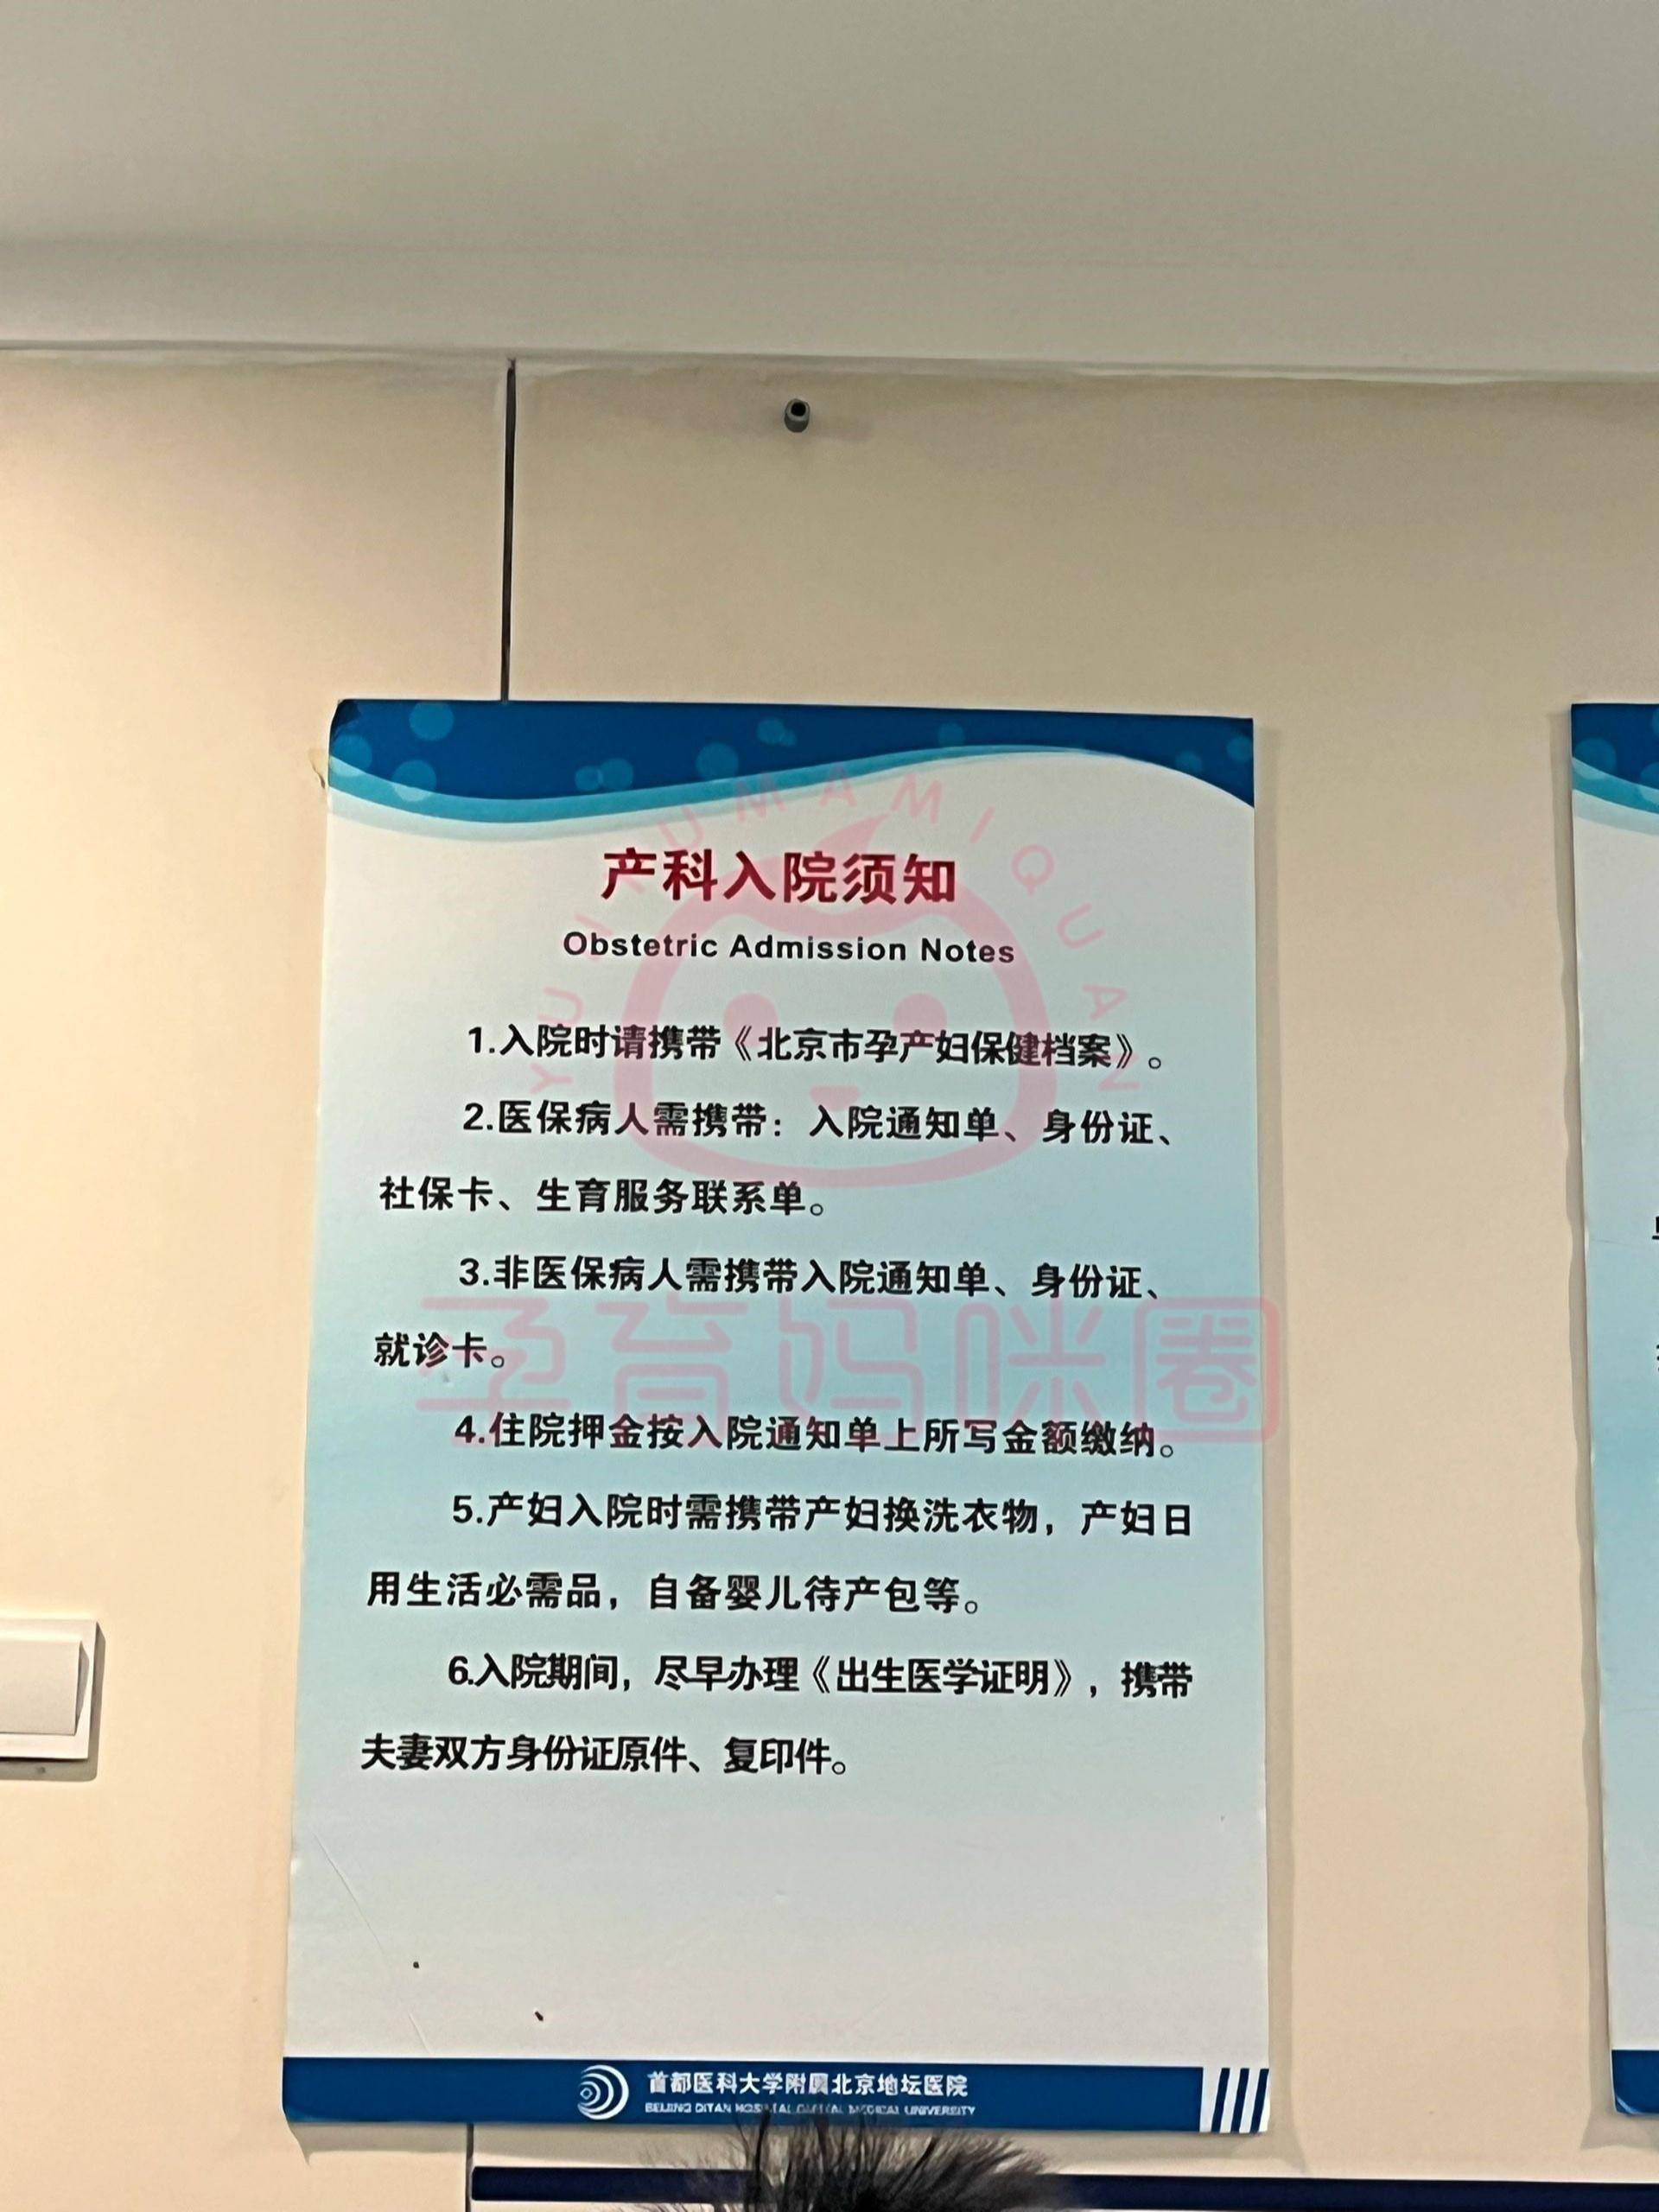 产科入院须知
Obstetric Admission Notes
1.入院时请携带《北京市孕产妇保健档案》。
2.医保病人需携带：入院通知单、身份证、
社保卡、生育服务联系单。
3.非医保病人需携带入院通知单、身份证、
就诊卡。
4.住院押金按入院通知单上所写金额缴纳。
5.产妇入院时需携带产妇换洗衣物，产妇日
用生活必需品，自备婴儿待产包等。
6.入院期间，尽早办理《出生医学证明》，携带
夫妻双方身份证原件、复印件。
首都医科大学附属北京地坛医院
BEIJING DITAN HOSPITAL CAPITAL MEDICAL UNIVERSITY
YUNYUMAMIQUAN
孕育妈咪圈